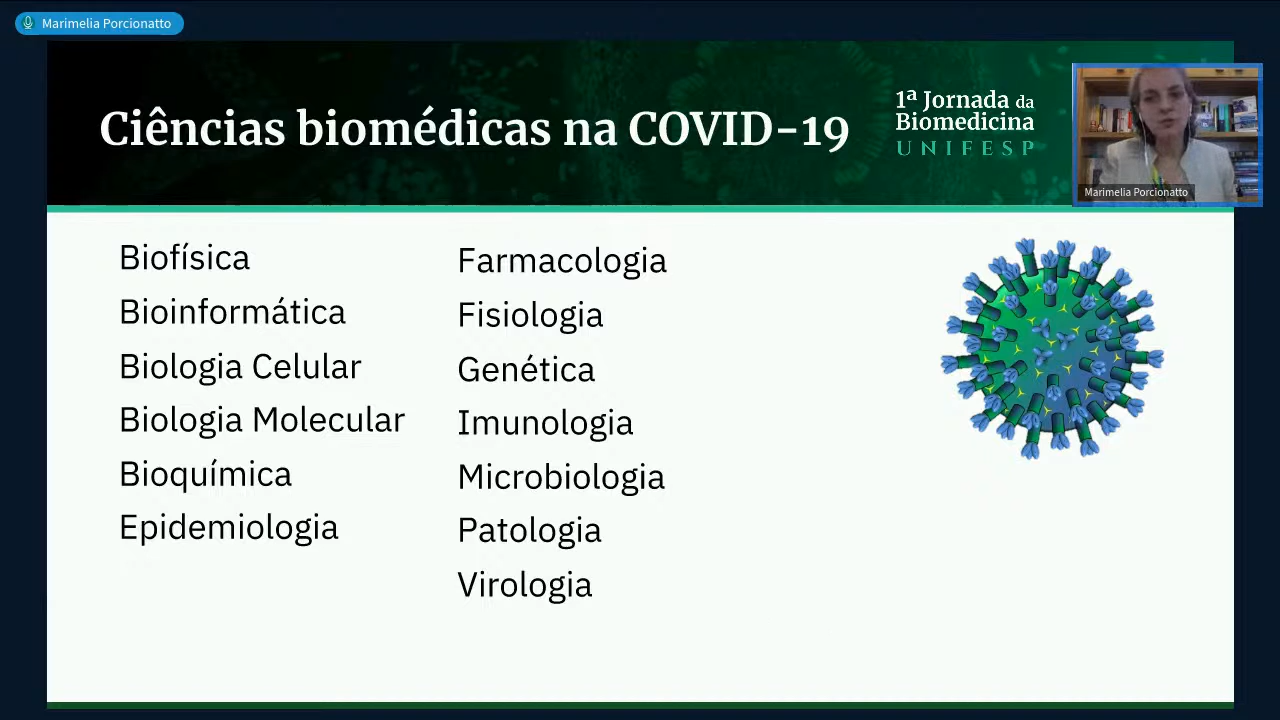 Marimelia Porcionatto
Ciências biomédicas na COVID-19
1ª Jornada da
Biomedicina
UNIFESP
Marimelia Porcionatto
Biofísica
Bioinformática
Biologia Celular
Biologia Molecular
Bioquímica
Epidemiologia
Farmacologia
Fisiologia
Genética
Imunologia
Microbiologia
Patologia
Virologia